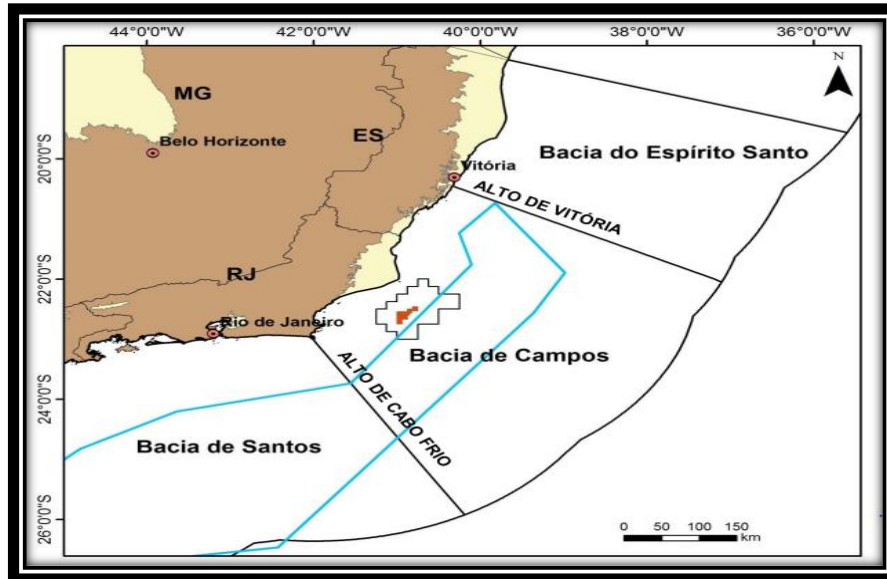 44°0'0"W 42°0'0"W 40°0'0"W 38°0'0"W 36°0'0"W
N
MG
Belo Horizonte
ES
20°0'0"S
Bacia do Espírito Santo
Vitória
ALTO DE VITÓRIA
RJ
22°0'0"S
Rio de Janeiro
Bacia de Campos
ALTO DE CABO FRIO
24°0'0"S
Bacia de Santos
26°0'0"S
0 50 100 150
km